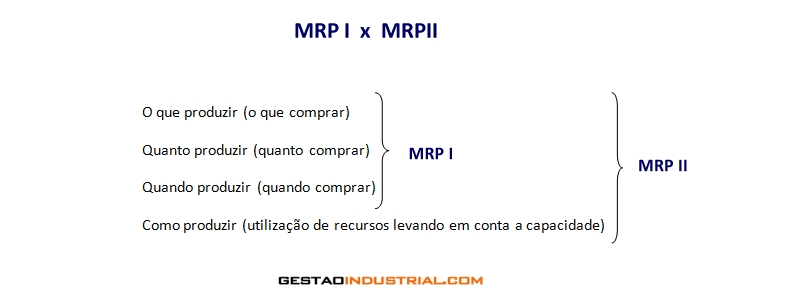 MRP I x MRPII
O que produzir (o que comprar)
Quanto produzir (quanto comprar)
MRP I
MRP II
Quando produzir (quando comprar)
Como produzir (utilização de recursos levando em conta a capacidade)
GESTAOINDUSTRIAL.COM